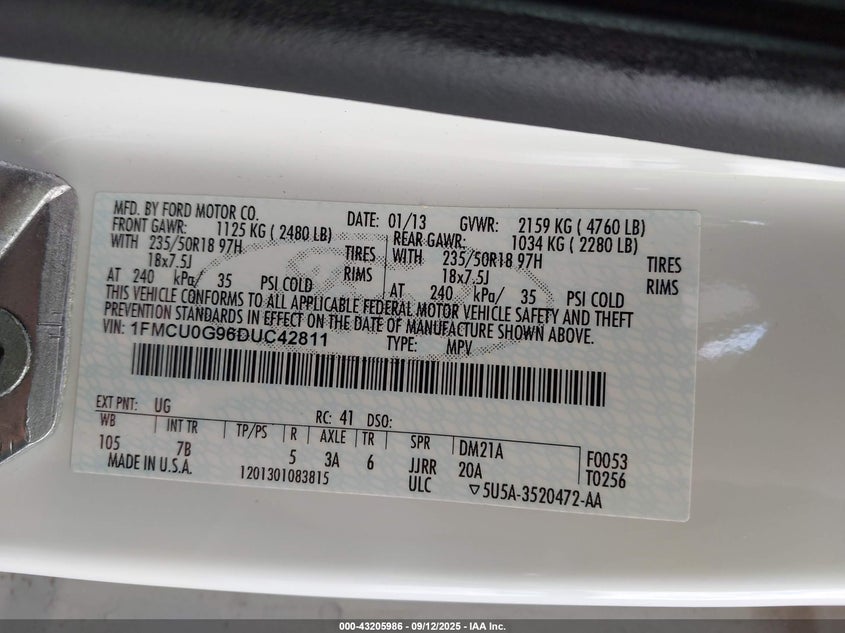 MFD. BY FORD MOTOR CO. DATE: 01/13 GVWR: 2159 KG ( 4760 LB)
FRONT GAWR: 1125 KG ( 2480 LB) REAR GAWR: 1034 KG ( 2280 LB)
WITH 235/50R18 97H TIRES WITH 235/50R18 97H TIRES
18x7.5J RIMS 18x7.5J RIMS
AT 240 kPa/ 35 PSI COLD AT 240 kPa/ 35 PSI COLD
THIS VEHICLE CONFORMS TO ALL APPLICABLE FEDERAL MOTOR VEHICLE SAFETY AND THEFT
PREVENTION STANDARDS IN EFFECT ON THE DATE OF MANUFACTURE SHOWN ABOVE.
VIN: 1FMCU0G96DUC42811 TYPE: MPV
EXT PNT: UG RC: 41 DSO:
WB INT TR TP/PS R AXLE TR SPR DM21A F0053
105 7B 5 3A 6 JJRR 20A T0256
MADE IN U.S.A. 1201301083815 ULC ▽5U5A-3520472-AA
000-43205986 - 09/12/2025 - IAA Inc.